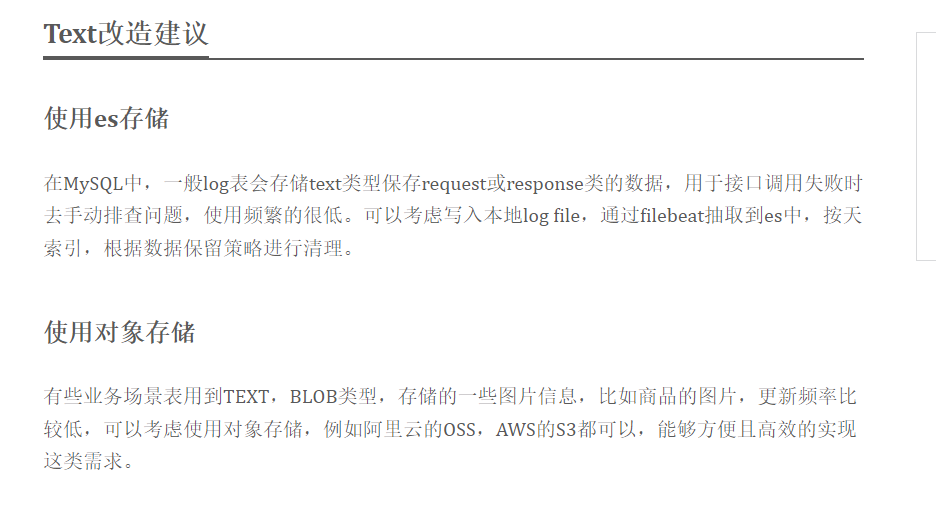 Text改造建议
使用es存储
在MySQL中，一般log表会存储text类型保存request或response类的数据，用于接口调用失败时
去手动排查问题，使用频繁的很低。可以考虑写入本地log file，通过filebeat抽取到es中，按天
索引，根据数据保留策略进行清理。
使用对象存储
有些业务场景表用到TEXT，BLOB类型，存储的一些图片信息，比如商品的图片，更新频率比
较低，可以考虑使用对象存储，例如阿里云的OSS，AWS的S3都可以，能够方便且高效的实现
这类需求。